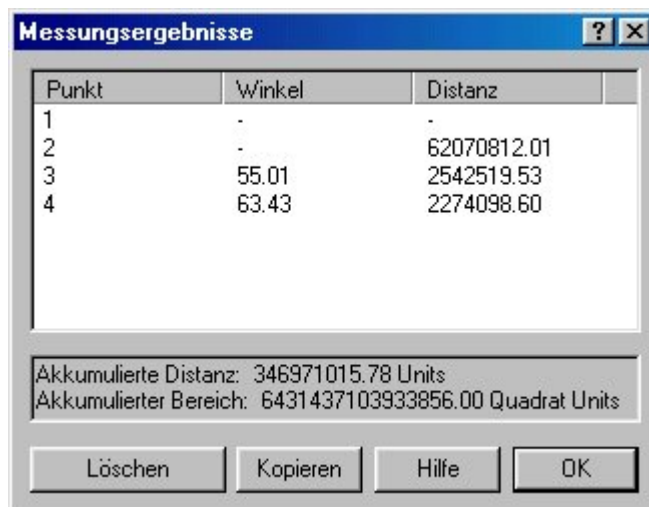 Messungsergebnisse
Punkt Winkel Distanz
1 - -
2 - 62070812.01
3 55.01 2542519.53
4 63.43 2274098.60
Akkumulierte Distanz: 346971015.78 Units
Akkumulierter Bereich: 6431437103933856.00 Quadrat Units
Löschen Kopieren Hilfe OK